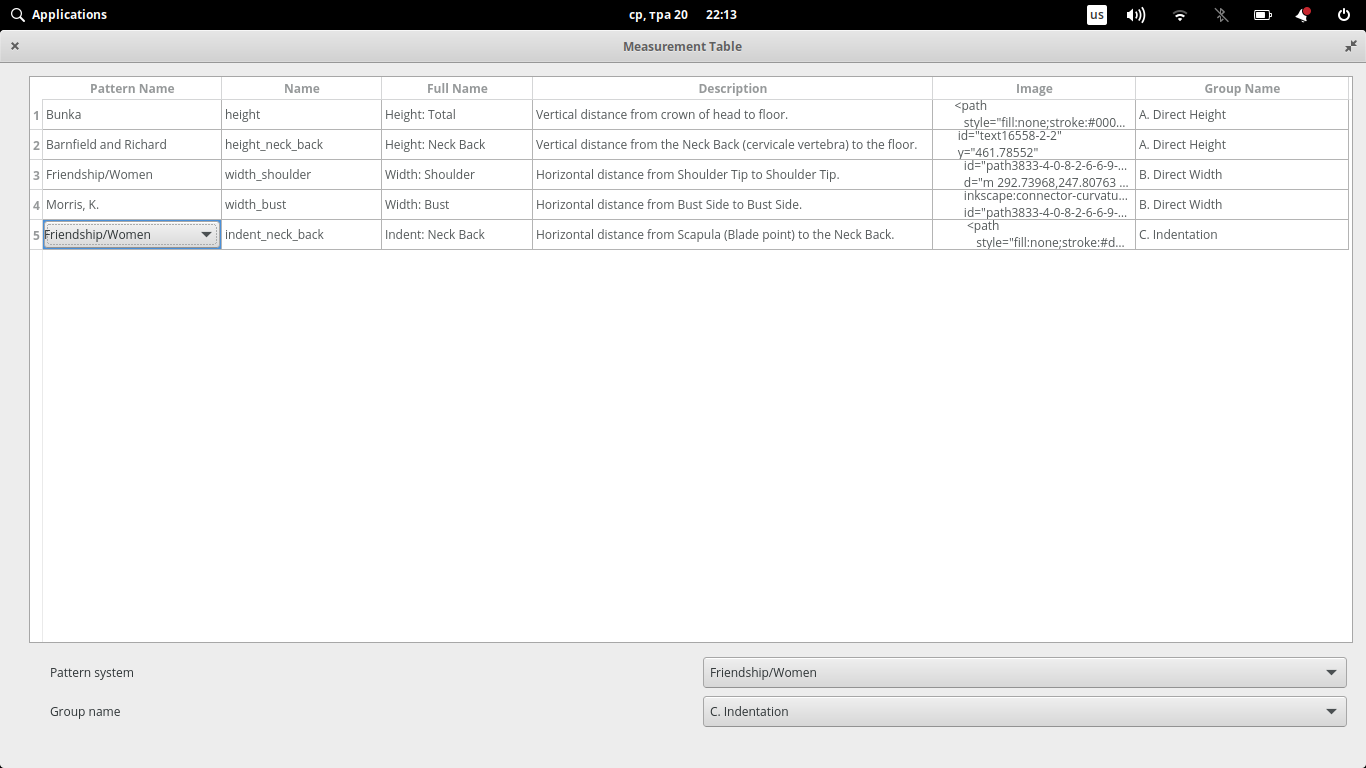 Applications ср, тра 20 22:13 us
Measurement Table
Pattern Name Name Full Name Description Image Group Name
1 Bunka height Height: Total Vertical distance from crown of head to floor. <path
style="fill:none;stroke:#000... A. Direct Height
2 Barnfield and Richard height_neck_back Height: Neck Back Vertical distance from the Neck Back (cervicale vertebra) to the floor. id="text16558-2-2"
y="461.78552" A. Direct Height
3 Friendship/Women width_shoulder Width: Shoulder Horizontal distance from Shoulder Tip to Shoulder Tip. id="path3833-4-0-8-2-6-6-9-...
d="m 292.73968,247.80763 ... B. Direct Width
4 Morris, K. width_bust Width: Bust Horizontal distance from Bust Side to Bust Side. inkscape:connector-curvatu...
id="path3833-4-0-8-2-6-6-9-... B. Direct Width
5 Friendship/Women indent_neck_back Indent: Neck Back Horizontal distance from Scapula (Blade point) to the Neck Back. <path
style="fill:none;stroke:#d... C. Indentation
Pattern system Friendship/Women
Group name C. Indentation